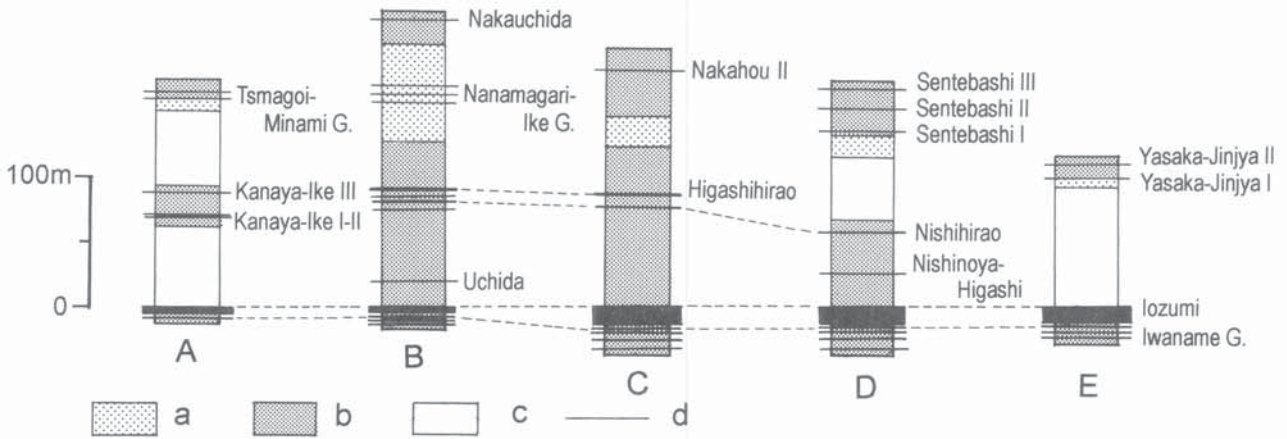 Tsmagoi-
Minami G.
Kanaya-Ike III
Kanaya-Ike I-II
100m
0
A
Nakauchida
Nanamagari-
Ike G.
Uchida
B
Nakahou II
Higashihirao
C
Sentebashi III
Sentebashi II
Sentebashi I
Nishihirao
Nishinoya-
Higashi
D
Yasaka-Jinjya II
Yasaka-Jinjya I
Iozumi
Iwaname G.
E
a
b
c
d